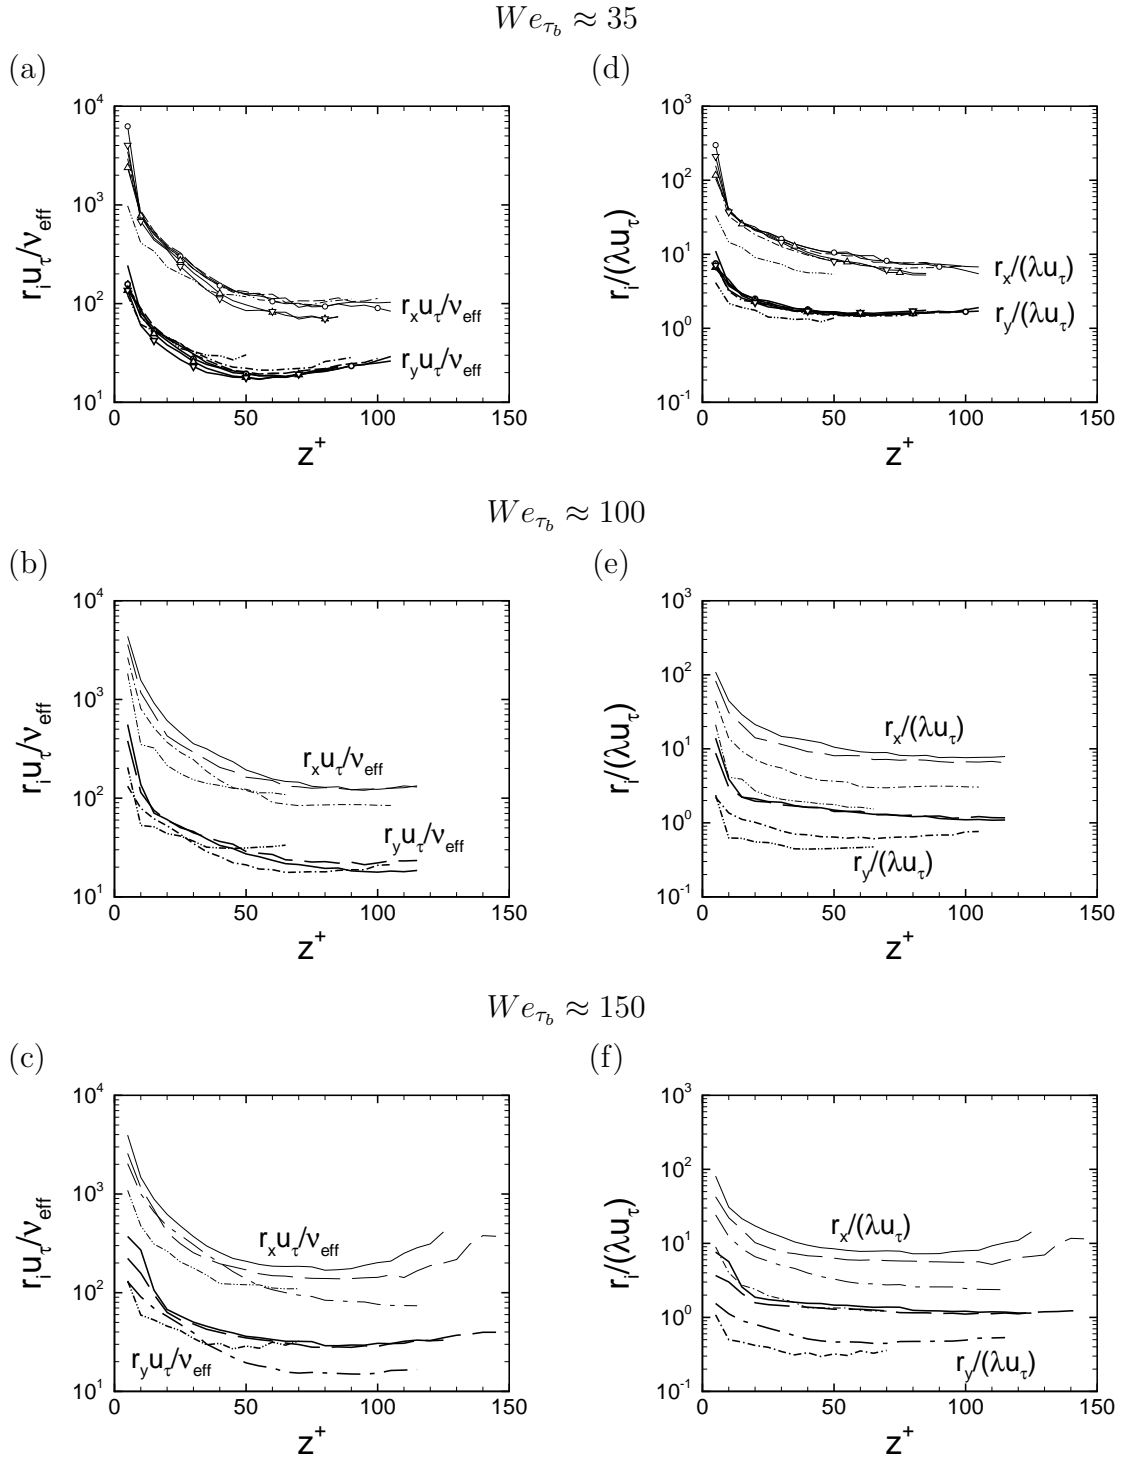 We_{τ_b} ≈ 35
(a)
(d)
10^4
10^3
10^2
10^1
r_i u_τ/ν_eff
r_x u_τ/ν_eff
r_y u_τ/ν_eff
0 50 100 150
z^+
10^3
10^2
10^1
10^0
10^-1
r_i/(λu_τ)
r_x/(λu_τ)
r_y/(λu_τ)
0 50 100 150
z^+
We_{τ_b} ≈ 100
(b)
(e)
10^4
10^3
10^2
10^1
r_i u_τ/ν_eff
r_x u_τ/ν_eff
r_y u_τ/ν_eff
0 50 100 150
z^+
10^3
10^2
10^1
10^0
10^-1
r_i/(λu_τ)
r_x/(λu_τ)
r_y/(λu_τ)
0 50 100 150
z^+
We_{τ_b} ≈ 150
(c)
(f)
10^4
10^3
10^2
10^1
r_i u_τ/ν_eff
r_x u_τ/ν_eff
r_y u_τ/ν_eff
0 50 100 150
z^+
10^3
10^2
10^1
10^0
10^-1
r_i/(λu_τ)
r_x/(λu_τ)
r_y/(λu_τ)
0 50 100 150
z^+